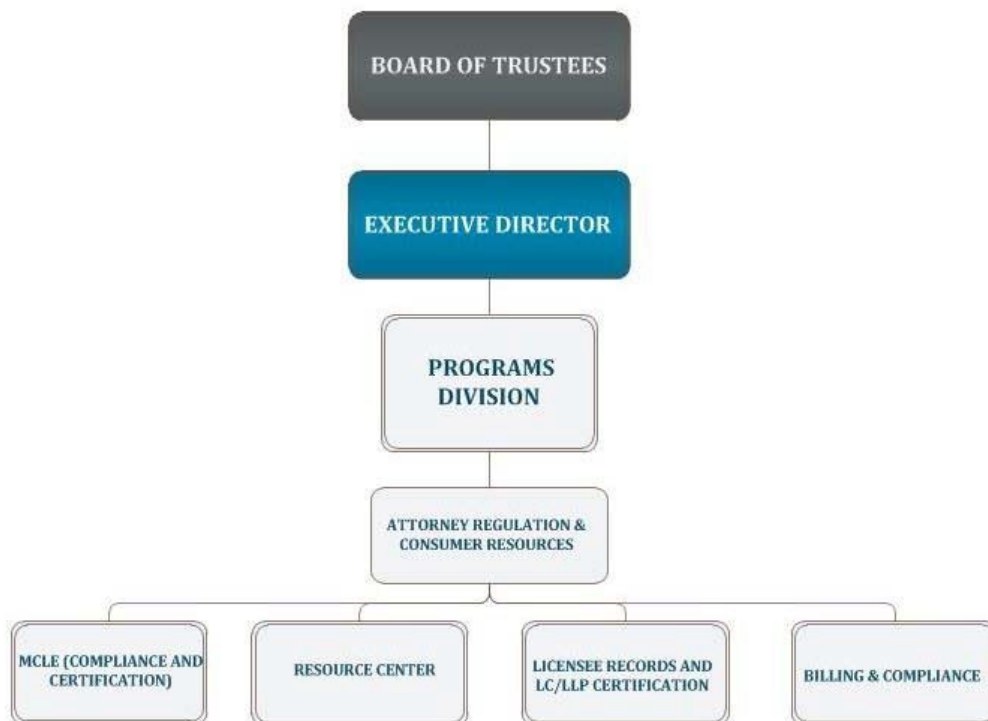 BOARD OF TRUSTEES
EXECUTIVE DIRECTOR
PROGRAMS
DIVISION
ATTORNEY REGULATION &
CONSUMER RESOURCES
MCLE (COMPLIANCE AND
CERTIFICATION)
RESOURCE CENTER
LICENSEE RECORDS AND
LC/LLP CERTIFICATION
BILLING & COMPLIANCE